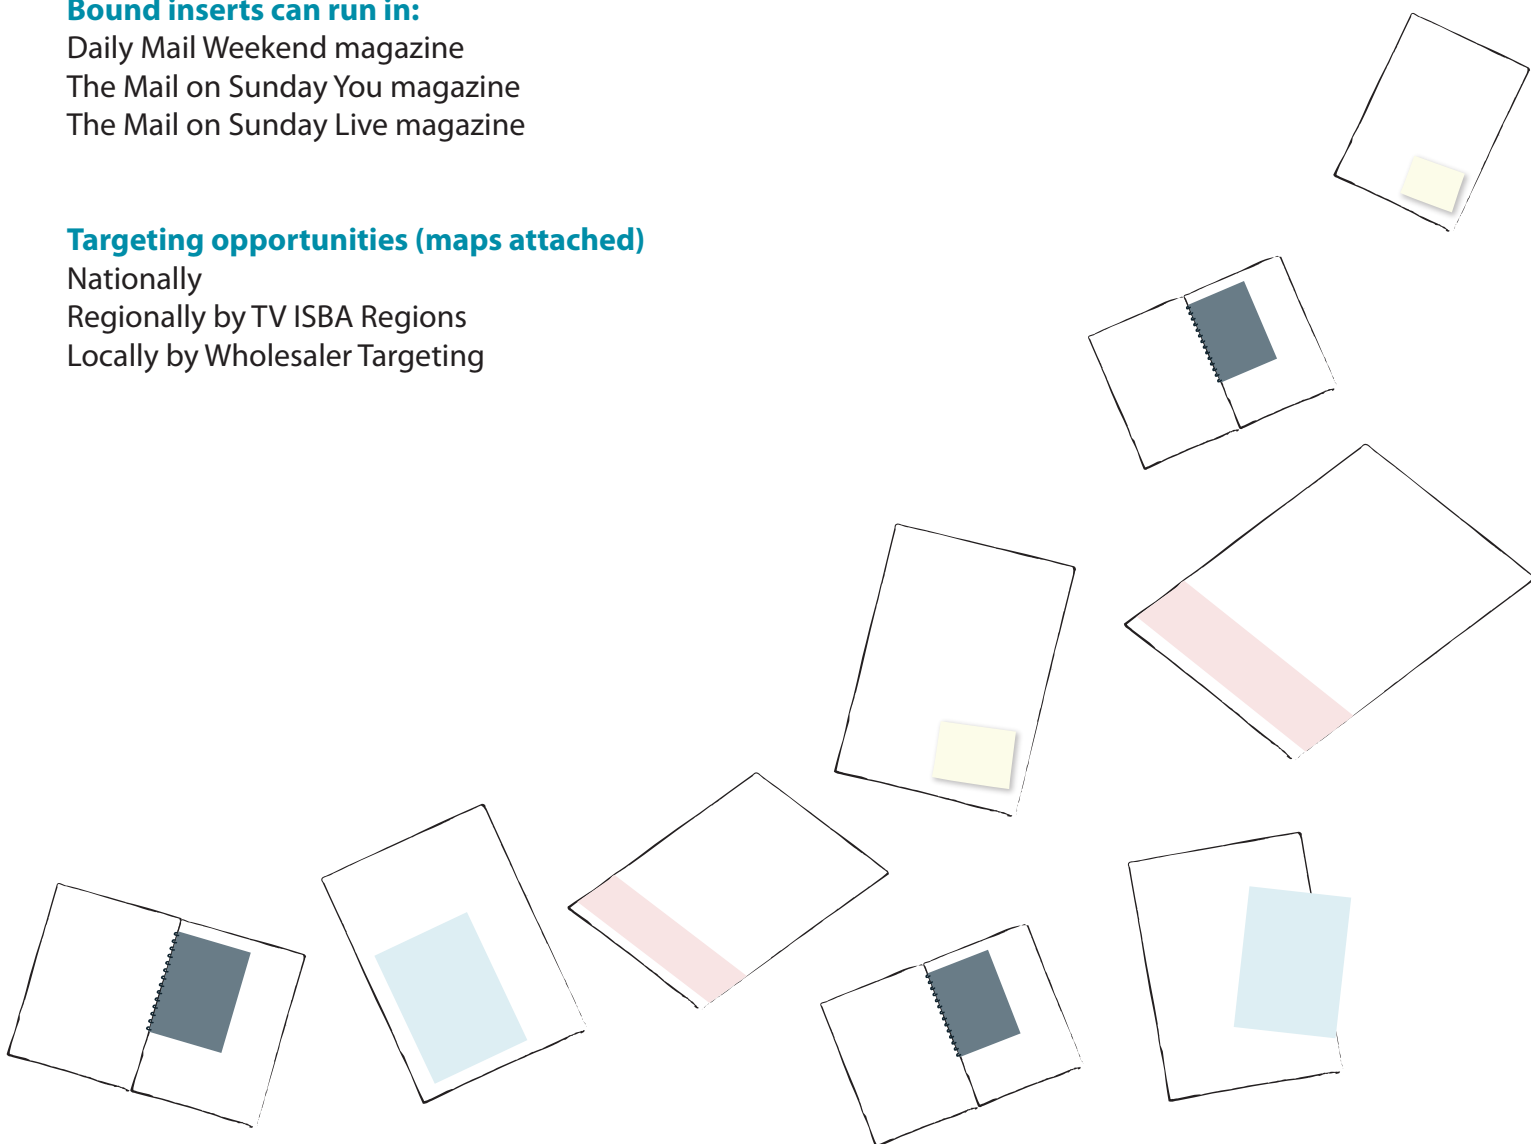 Bound inserts can run in:
Daily Mail Weekend magazine
The Mail on Sunday You magazine
The Mail on Sunday Live magazine
Targeting opportunities (maps attached)
Nationally
Regionally by TV ISBA Regions
Locally by Wholesaler Targeting